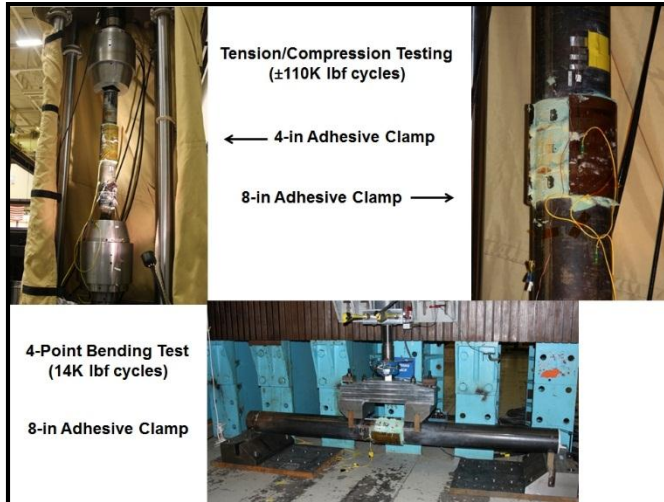 Tension/Compression Testing
(±110K lbf cycles)
4-in Adhesive Clamp
8-in Adhesive Clamp
4-Point Bending Test
(14K lbf cycles)
8-in Adhesive Clamp